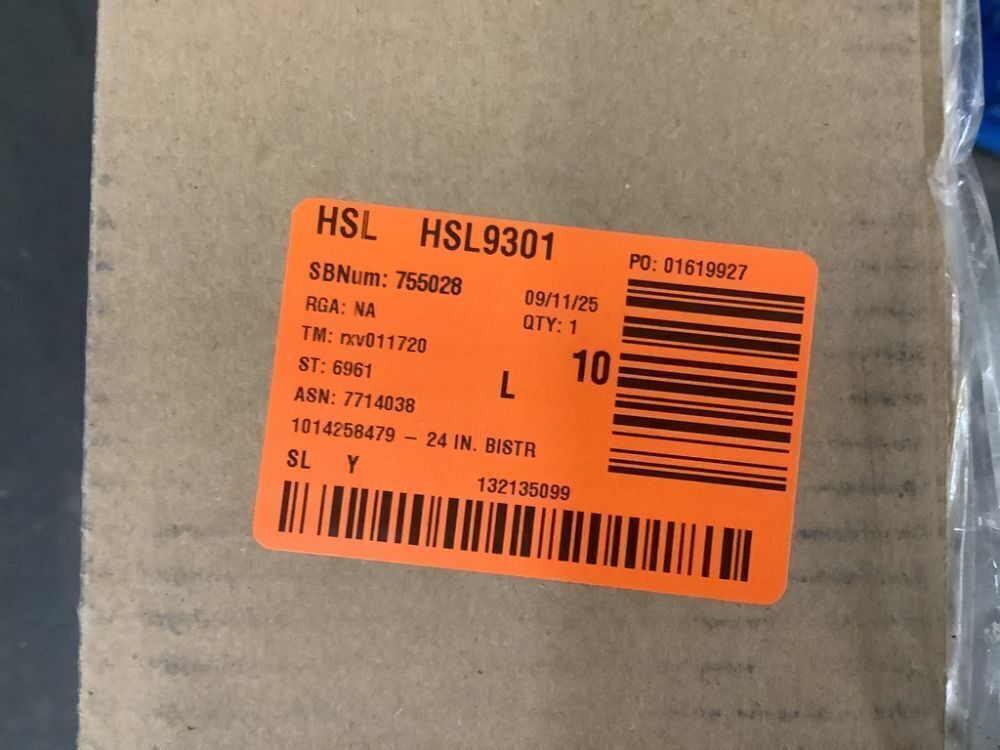 HSL HSL9301
PO: 01619927
SBNum: 755028
09/11/25
RGA: NA
QTY: 1
TM: rxv011720
ST: 6961
L
10
ASN: 7714038
1014258479 – 24 IN. BISTR
SL Y
132135099